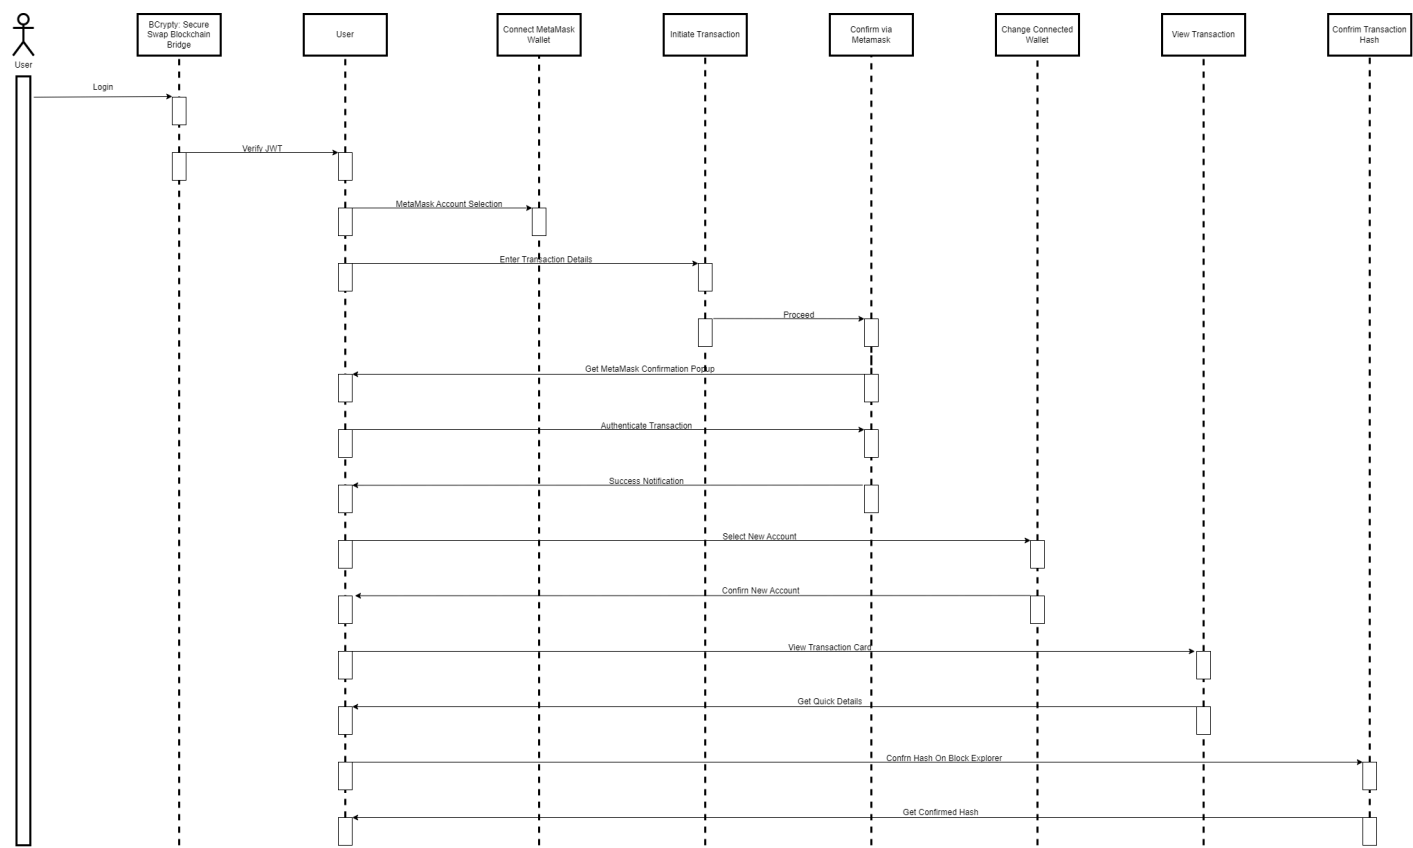 User
BCrypty: Secure
Swap Blockchain
Bridge
User
Connect MetaMask
Wallet
Initiate Transaction
Confirm via
Metamask
Change Connected
Wallet
View Transaction
Confrim Transaction
Hash
Login
Verify JWT
MetaMask Account Selection
Enter Transaction Details
Proceed
Get MetaMask Confirmation Popup
Authenticate Transaction
Success Notification
Select New Account
Confirn New Account
View Transaction Card
Get Quick Details
Confrn Hash On Block Explorer
Get Confirmed Hash